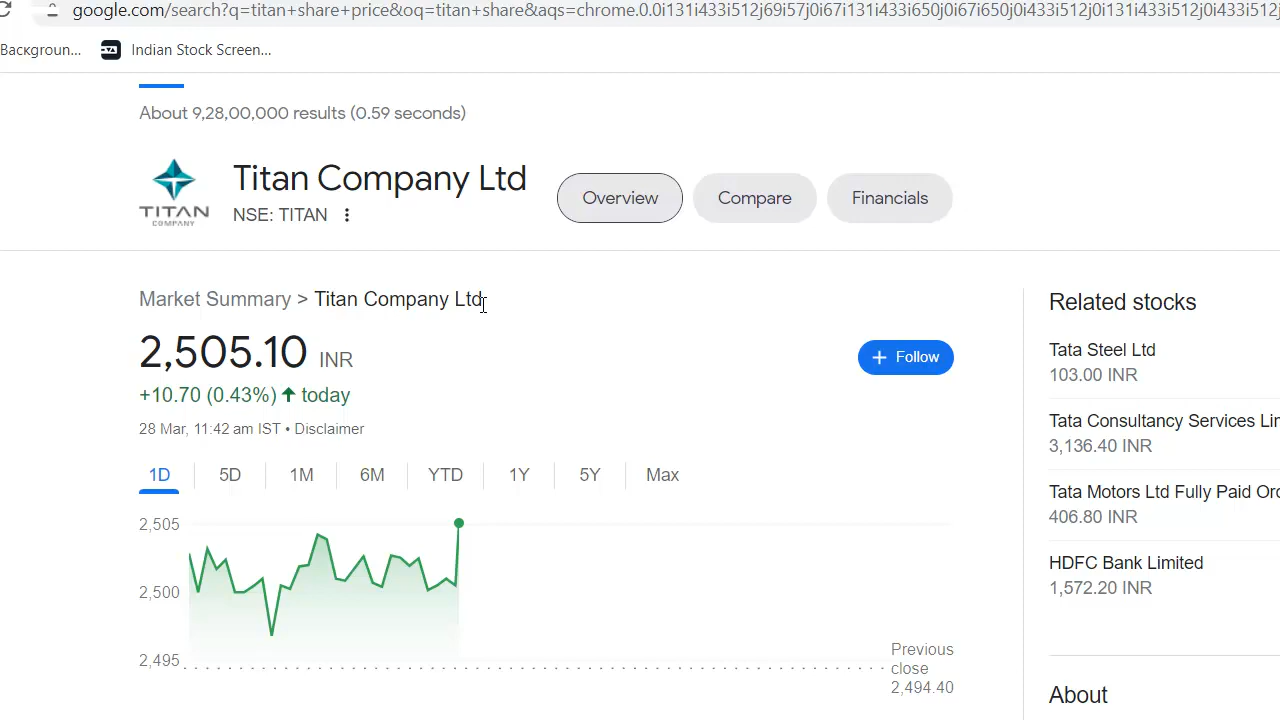 google.com/search?q=titan+share+price&oq=titan+share&aqs=chrome.0.0i131i433i512j69i57j0i67i131i433i650j0i67i650j0i433i512j0i131i433i512j0i433i512j
Backgroun...
Indian Stock Screen...
About 9,28,00,000 results (0.59 seconds)
TITAN
COMPANY
Titan Company Ltd
NSE: TITAN
Overview
Compare
Financials
Market Summary > Titan Company Ltd
2,505.10 INR
+10.70 (0.43%) ↑ today
28 Mar, 11:42 am IST • Disclaimer
+ Follow
1D
5D
1M
6M
YTD
1Y
5Y
Max
2,505
2,500
2,495
Previous
close
2,494.40
Related stocks
Tata Steel Ltd
103.00 INR
Tata Consultancy Services Lin
3,136.40 INR
Tata Motors Ltd Fully Paid Ord
406.80 INR
HDFC Bank Limited
1,572.20 INR
About